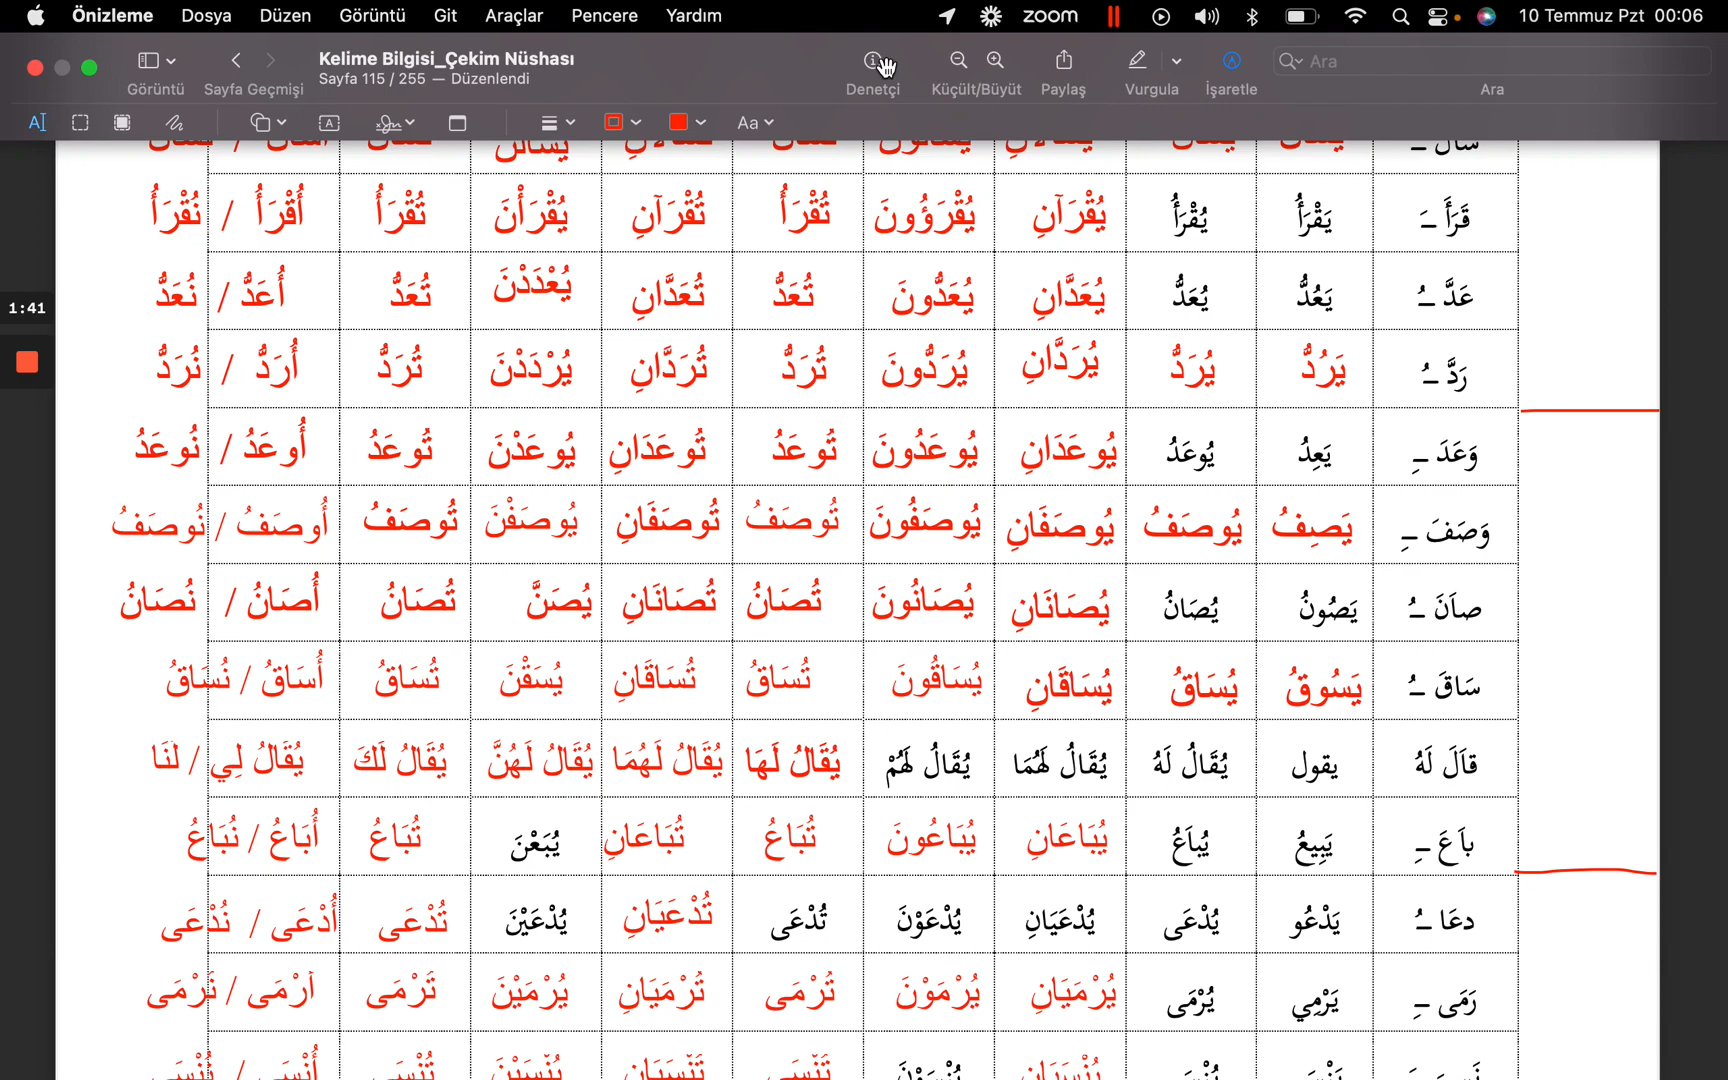 Önizleme Dosya Düzen Görüntü Git Araçlar Pencere Yardım zoom 10 Temmuz Pzt 00:06
Kelime Bilgisi_Çekim Nüshası
Sayfa 115 / 255 — Düzenlendi
Ara
Görüntü Sayfa Geçmişi Denetçi Küçült/Büyüt Paylaş Vurgula İşaretle Ara
Aa
قَرَأَ ـَ يَقْرَأُ يُقْرَأُ يُقْرَآنِ يُقْرَؤُونَ تُقْرَأُ تُقْرَآنِ يُقْرَأْنَ تُقْرَأُ أُقْرَأُ / نُقْرَأُ
1:41
عَدَّ ـُ يَعُدُّ يُعَدُّ يُعَدَّانِ يُعَدُّونَ تُعَدُّ تُعَدَّانِ يُعْدَدْنَ تُعَدُّ أُعَدُّ / نُعَدُّ
رَدَّ ـُ يَرُدُّ يُرَدُّ يُرَدَّانِ يُرَدُّونَ تُرَدُّ تُرَدَّانِ يُرْدَدْنَ تُرَدُّ أُرَدُّ / نُرَدُّ
وَعَدَ ـِ يَعِدُ يُوعَدُ يُوعَدَانِ يُوعَدُونَ تُوعَدُ تُوعَدَانِ يُوعَدْنَ تُوعَدُ أُوعَدُ / نُوعَدُ
وَصَفَ ـِ يَصِفُ يُوصَفُ يُوصَفَانِ يُوصَفُونَ تُوصَفُ تُوصَفَانِ يُوصَفْنَ تُوصَفُ أُوصَفُ / نُوصَفُ
صاَنَ ـُ يَصُونُ يُصَانُ يُصَانَانِ يُصَانُونَ تُصَانُ تُصَانَانِ يُصَنَّ تُصَانُ أُصَانُ / نُصَانُ
سَاقَ ـُ يَسُوقُ يُسَاقُ يُسَاقَانِ يُسَاقُونَ تُسَاقُ تُسَاقَانِ يُسَقْنَ تُسَاقُ أُسَاقُ / نُسَاقُ
قاَلَ لَهُ يقول يُقَالُ لَهُ يُقَالُ لَهُمَا يُقَالُ لَهُمْ يُقَالُ لَهَا يُقَالُ لَهُمَا يُقَالُ لَهُنَّ يُقَالُ لَكَ يُقَالُ لِي / لَنَا
باَعَ ـِ يَبِيعُ يُباَعُ يُبَاعَانِ يُبَاعُونَ تُبَاعُ تُبَاعَانِ يُبَعْنَ تُبَاعُ أُبَاعُ / نُبَاعُ
دعَا ـُ يَدْعُو يُدْعَى يُدْعَيَانِ يُدْعَوْنَ تُدْعَى تُدْعَيَانِ يُدْعَيْنَ تُدْعَى أُدْعَى / نُدْعَى
رَمَى ـِ يَرْمِي يُرْمَى يُرْمَيَانِ يُرْمَوْنَ تُرْمَى تُرْمَيَانِ يُرْمَيْنَ تُرْمَى أُرْمَى / نُرْمَى